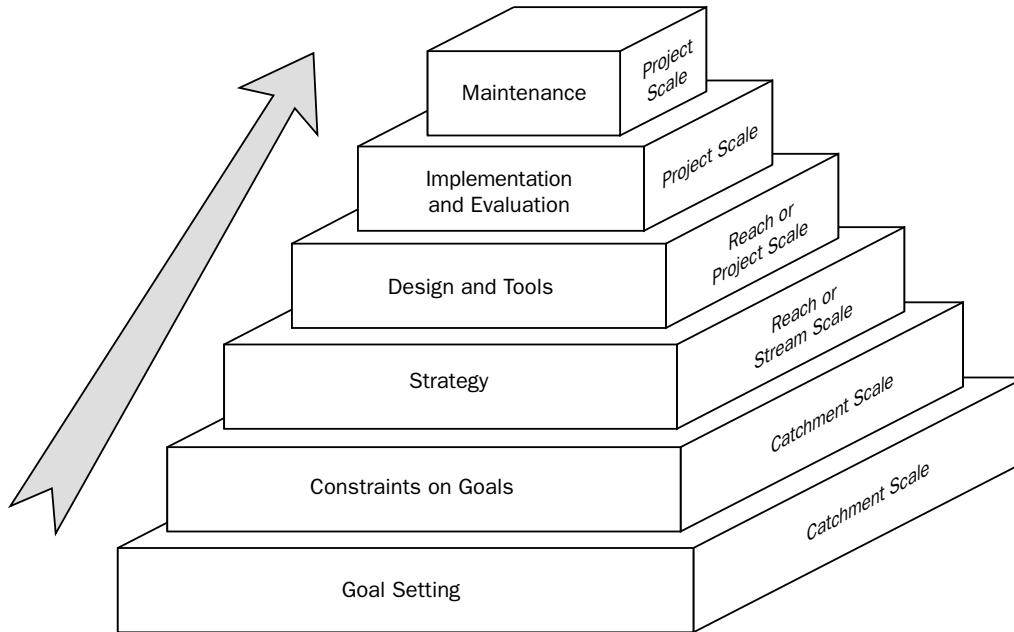 Maintenance
Project
Scale
Implementation
and Evaluation
Project Scale
Design and Tools
Reach or
Project Scale
Strategy
Reach or
Stream Scale
Constraints on Goals
Catchment Scale
Goal Setting
Catchment Scale